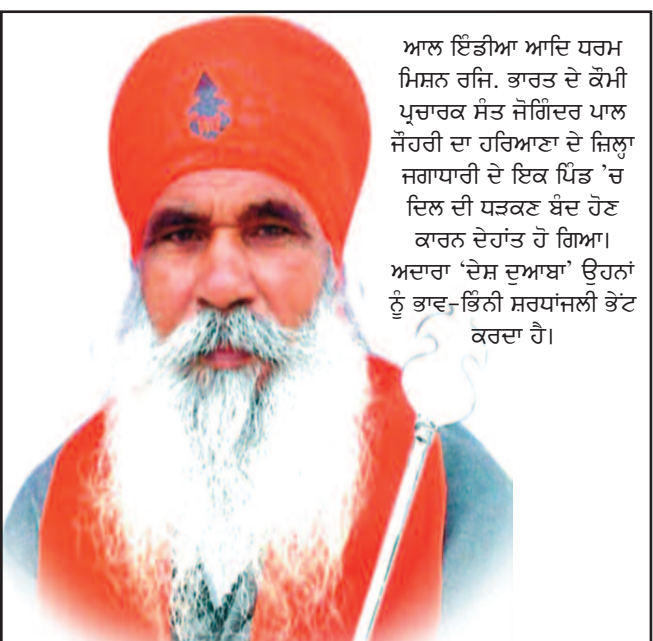 ਆਲ ਇੰਡੀਆ ਆਦਿ ਧਰਮ
ਮਿਸ਼ਨ ਰਜਿ. ਭਾਰਤ ਦੇ ਕੌਮੀ
ਪ੍ਰਚਾਰਕ ਸੰਤ ਜੋਗਿੰਦਰ ਪਾਲ
ਜੌਹਰੀ ਦਾ ਹਰਿਆਣਾ ਦੇ ਜ਼ਿਲ੍ਹਾ
ਜਗਾਧਾਰੀ ਦੇ ਇਕ ਪਿੰਡ ’ਚ
ਦਿਲ ਦੀ ਧੜਕਣ ਬੰਦ ਹੋਣ
ਕਾਰਨ ਦੇਹਾਂਤ ਹੋ ਗਿਆ।
ਅਦਾਰਾ ‘ਦੇਸ਼ ਦੁਆਬਾ’ ਉਹਨਾਂ
ਨੂੰ ਭਾਵ-ਭਿੰਨੀ ਸ਼ਰਧਾਂਜਲੀ ਭੇਂਟ
ਕਰਦਾ ਹੈ।